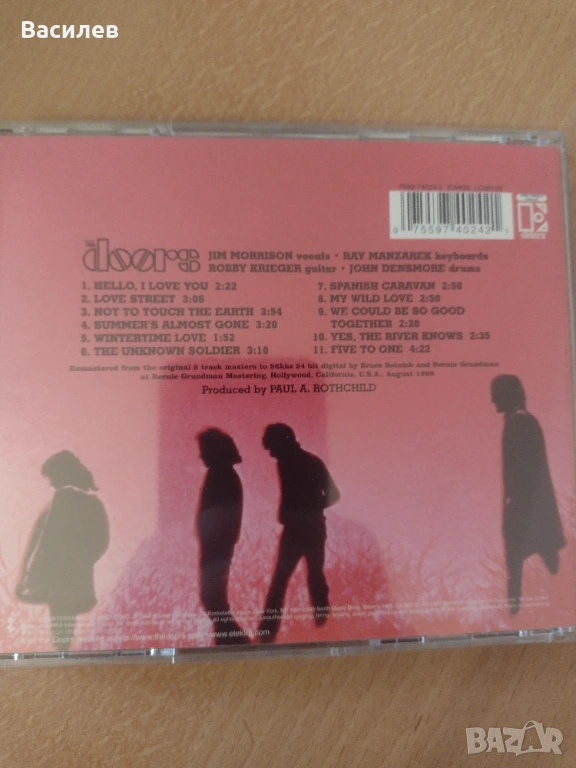 Василев
0 75597 40242 1
THE doors JIM MORRISON vocals • RAY MANZAREK keyboards
ROBBY KRIEGER guitar • JOHN DENSMORE drums
1. HELLO, I LOVE YOU 2:22
2. LOVE STREET 3:06
3. NOT TO TOUCH THE EARTH 3:54
4. SUMMER'S ALMOST GONE 3:20
5. WINTERTIME LOVE 1:52
6. THE UNKNOWN SOLDIER 3:10
7. SPANISH CARAVAN 2:58
8. MY WILD LOVE 2:50
9. WE COULD BE SO GOOD
TOGETHER 2:20
10. YES, THE RIVER KNOWS 2:35
11. FIVE TO ONE 4:22
Remastered from the original 2 track masters to 96khz 24 bit digital by Bruce Botnick and Bernie Grundman
at Bernie Grundman Mastering, Hollywood, California, U.S.A., August 1999
Produced by PAUL A. ROTHCHILD
BAZAR